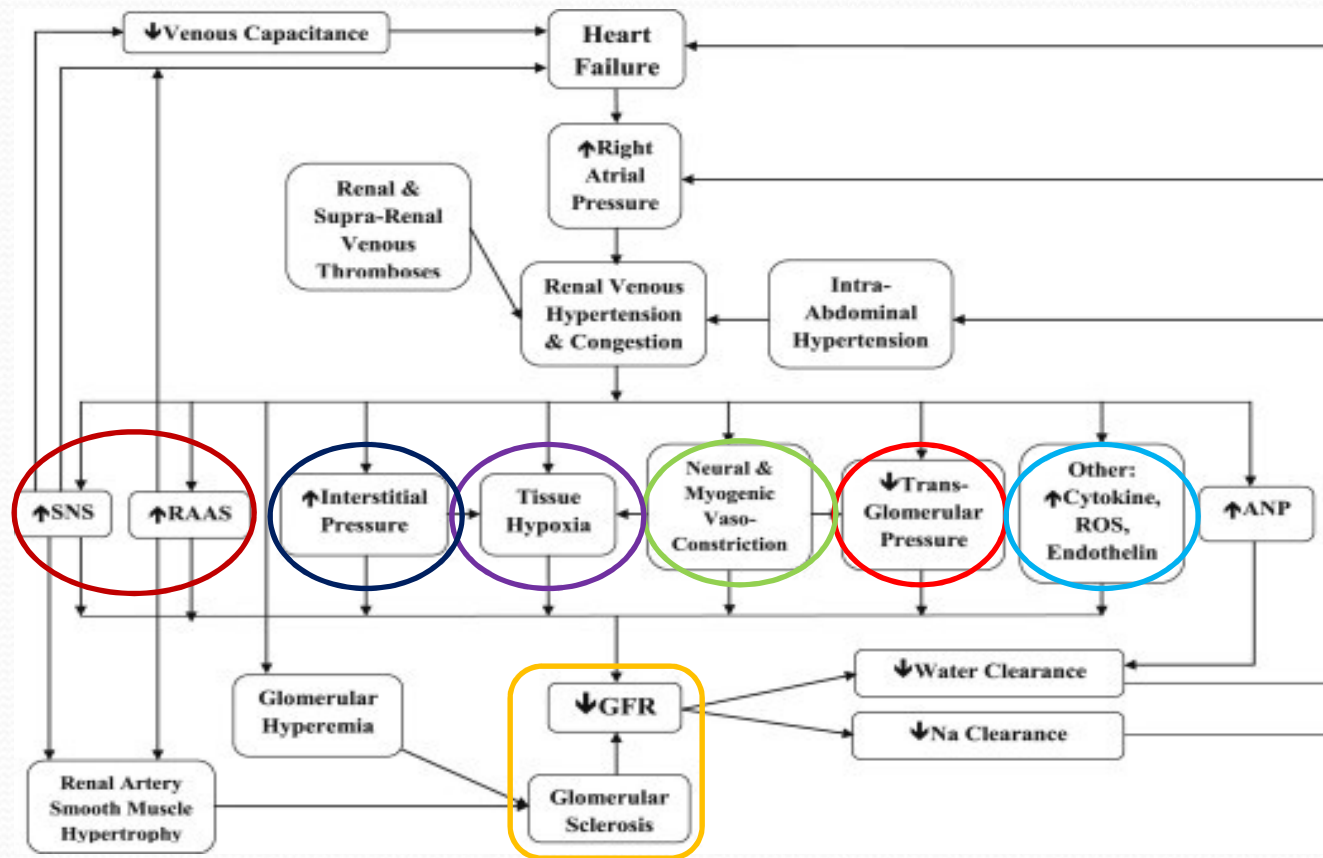 ↓Venous Capacitance
Heart
Failure
↑Right
Atrial
Pressure
Renal &
Supra-Renal
Venous
Thromboses
Renal Venous
Hypertension
& Congestion
Intra-
Abdominal
Hypertension
↑SNS
↑RAAS
↑Interstitial
Pressure
Tissue
Hypoxia
Neural &
Myogenic
Vaso-
Constriction
↓Trans-
Glomerular
Pressure
Other:
↑Cytokine,
ROS,
Endothelin
↑ANP
Glomerular
Hyperemia
↓GFR
↓Water Clearance
↓Na Clearance
Renal Artery
Smooth Muscle
Hypertrophy
Glomerular
Sclerosis